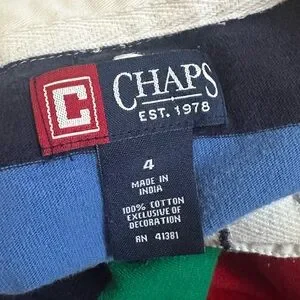 C
CHAPS
EST. 1978
4
MADE IN
INDIA
100% COTTON
EXCLUSIVE OF
DECORATION
RN 41381